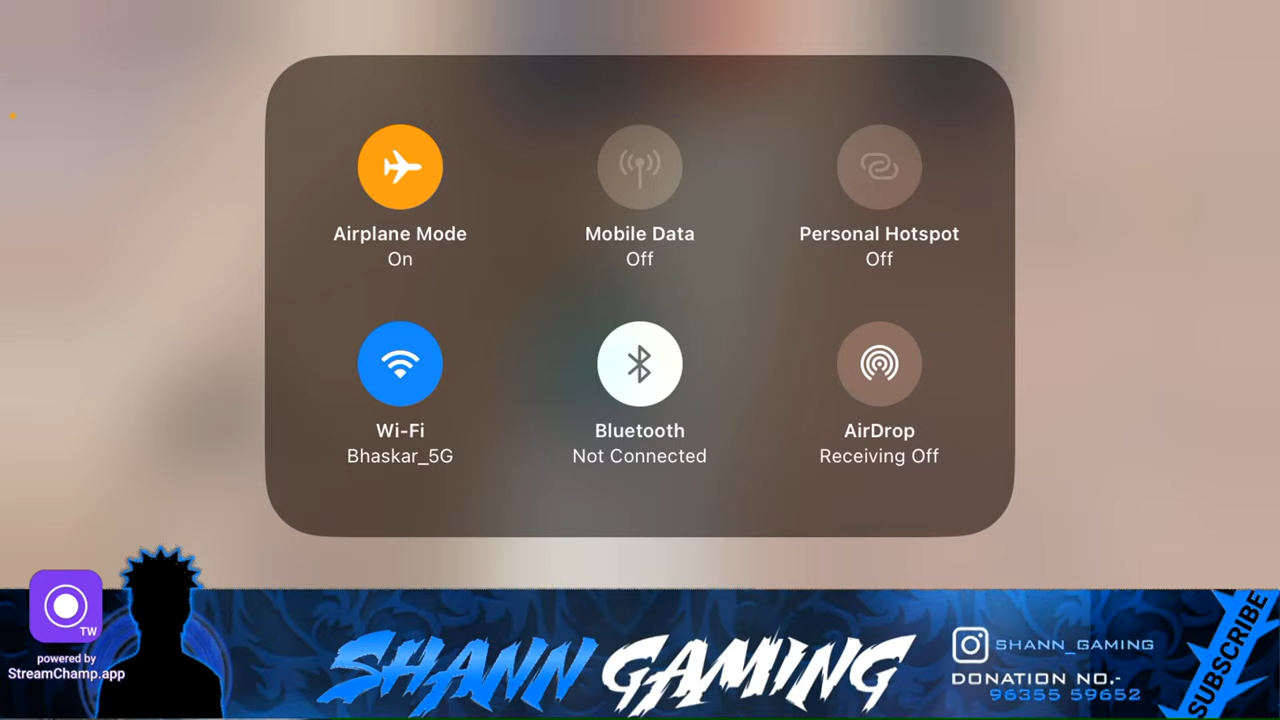 Airplane Mode
On
Mobile Data
Off
Personal Hotspot
Off
Wi-Fi
Bhaskar_5G
Bluetooth
Not Connected
AirDrop
Receiving Off
TW
powered by
StreamChamp.app
SHANN GAMING
SHANN_GAMING
DONATION NO.-
96355 59652
SUBSCRIBE